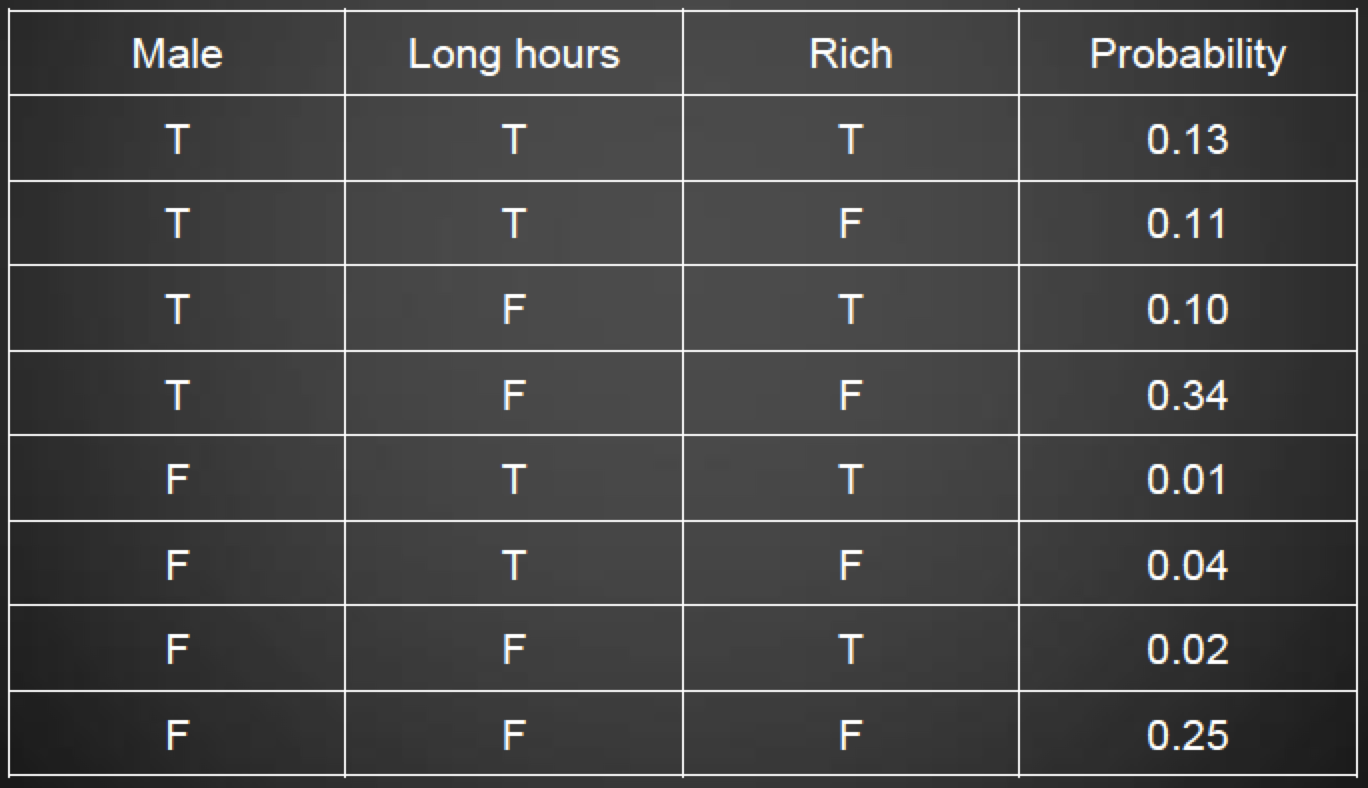 Male Long hours Rich Probability
T T T 0.13
T T F 0.11
T F T 0.10
T F F 0.34
F T T 0.01
F T F 0.04
F F T 0.02
F F F 0.25